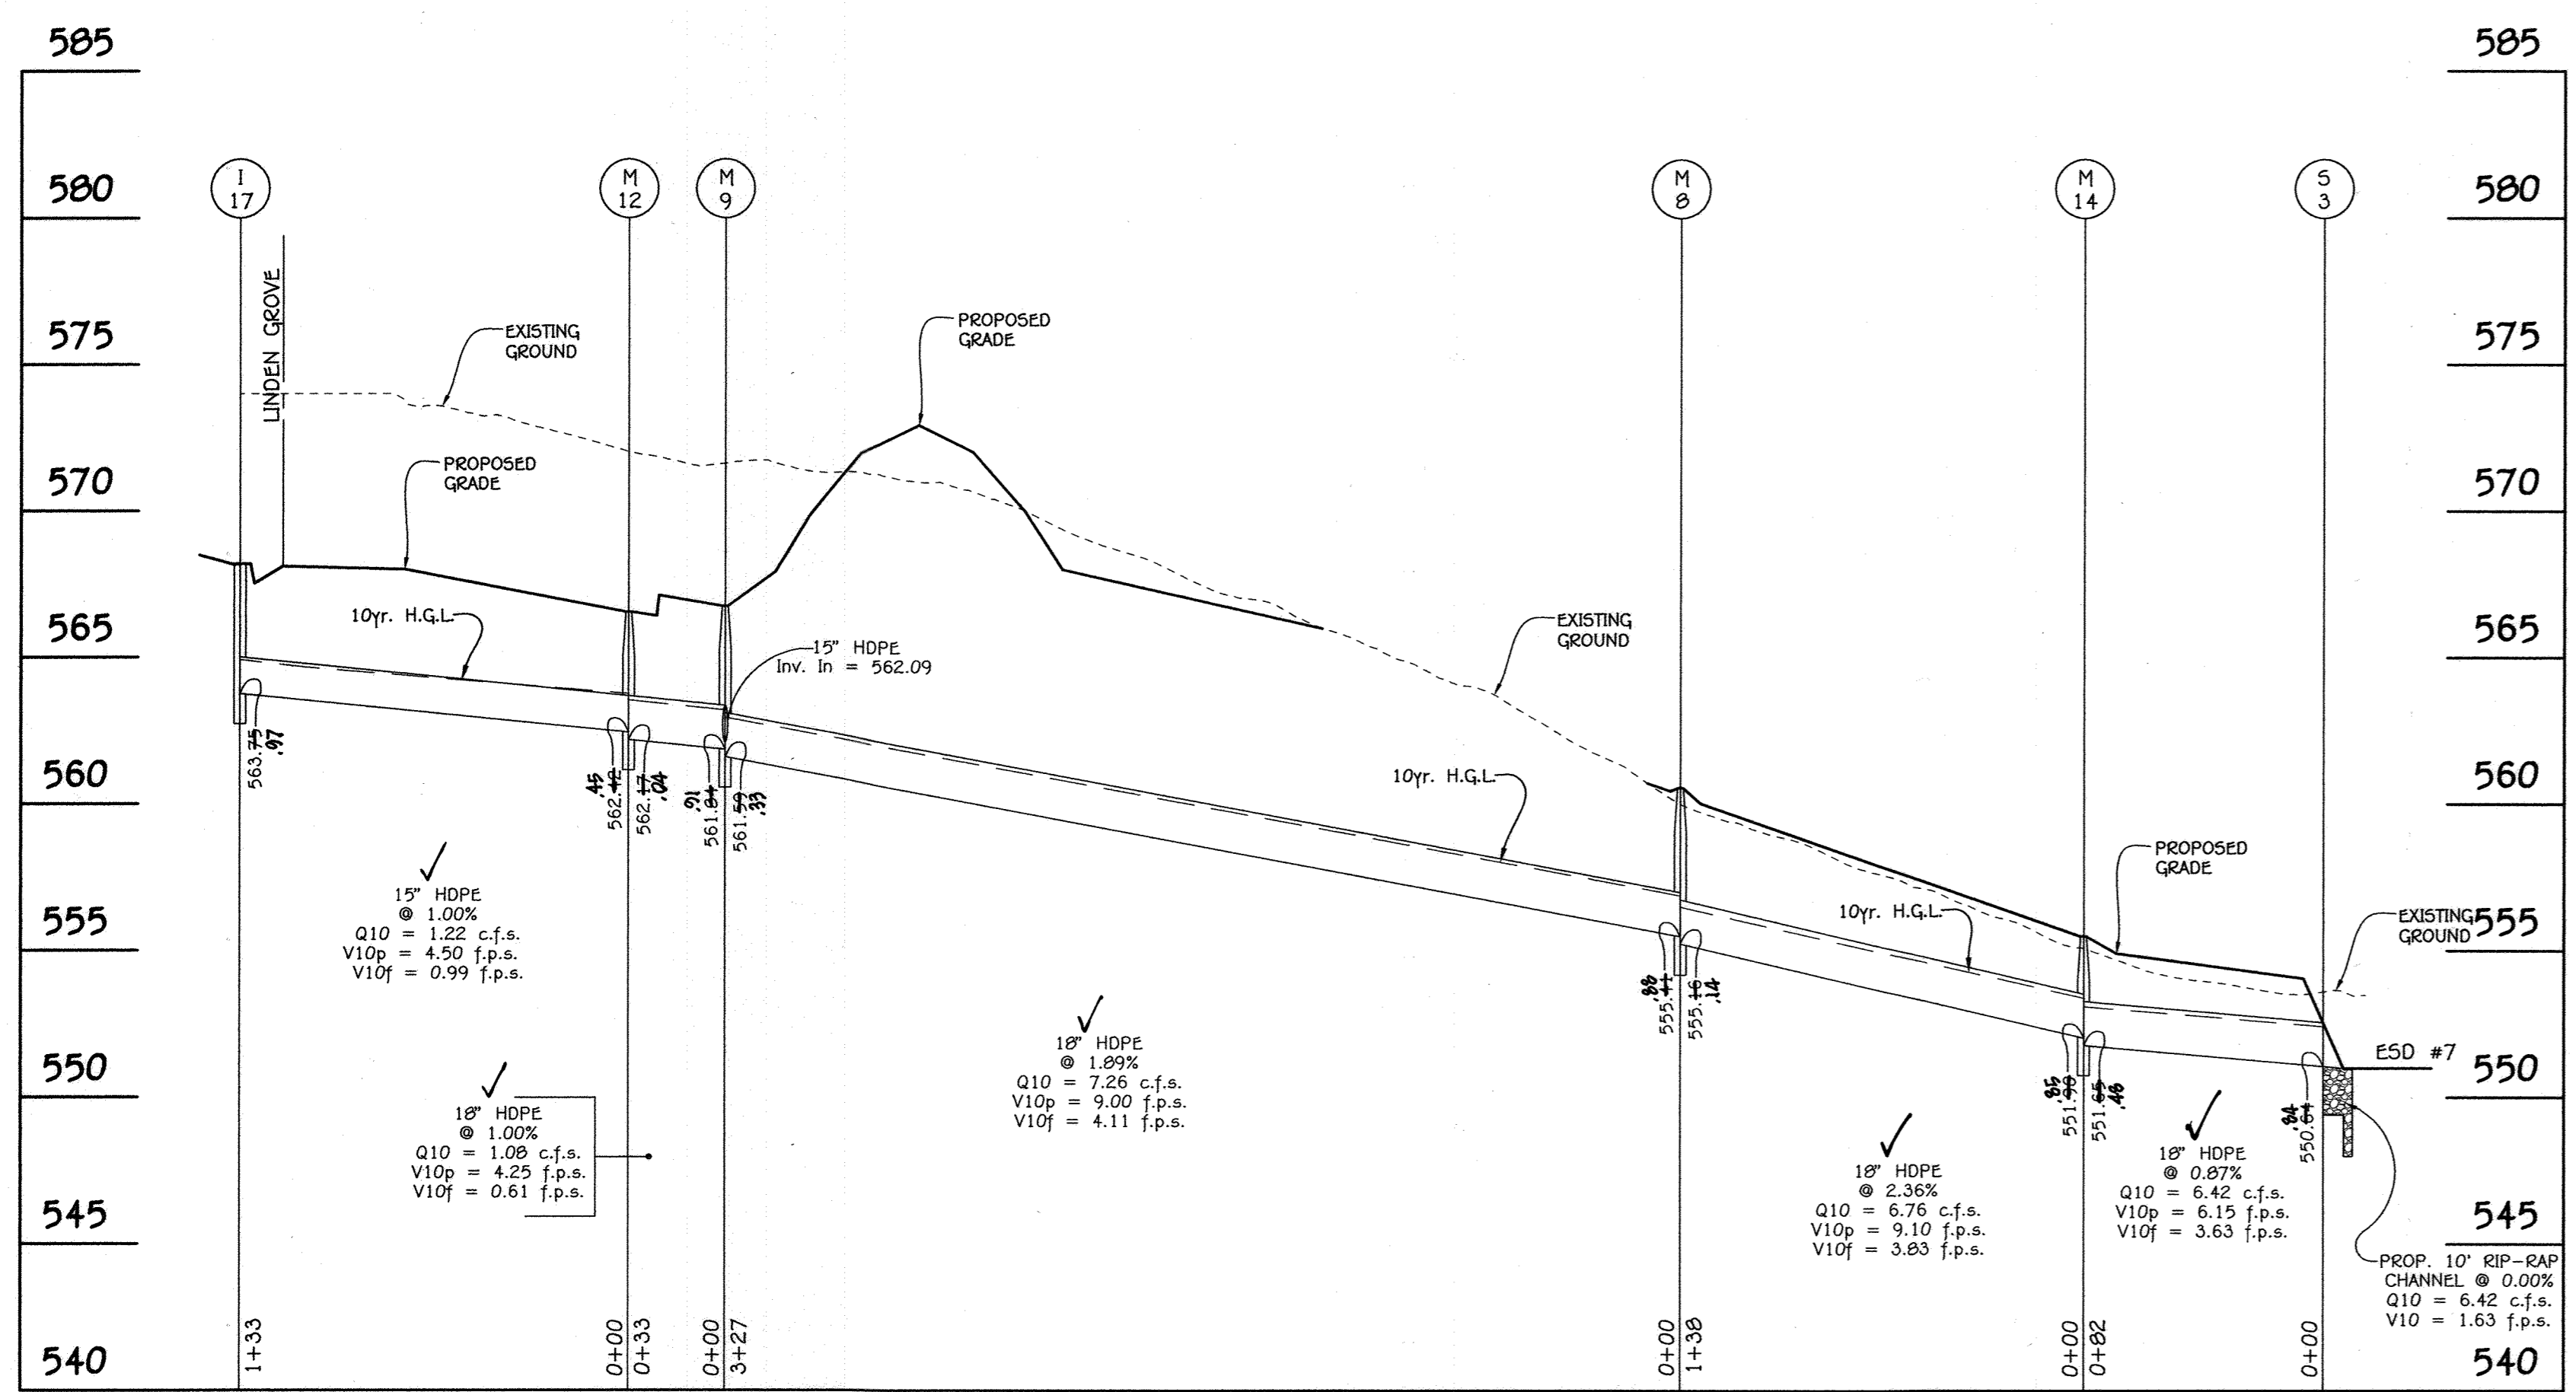 585
585
580
580
575
575
570
570
565
565
560
560
555
555
550
550
545
545
540
540
I
17
M
12
M
9
M
8
M
14
S
3
LINDEN GROVE
EXISTING
GROUND
PROPOSED
GRADE
PROPOSED
GRADE
10yr. H.G.L.
15" HDPE
Inv. In = 562.09
EXISTING
GROUND
10yr. H.G.L.
10yr. H.G.L.
PROPOSED
GRADE
EXISTING
GROUND
ESD #7
563.75
.97
.45
562.42
562.17
.04
.91
561.84
561.59
.33
.88
555.41
555.16
.14
.85
551.90
551.65
.48
.84
550.64
15" HDPE
@ 1.00%
Q10 = 1.22 c.f.s.
V10p = 4.50 f.p.s.
V10f = 0.99 f.p.s.
18" HDPE
@ 1.00%
Q10 = 1.08 c.f.s.
V10p = 4.25 f.p.s.
V10f = 0.61 f.p.s.
18" HDPE
@ 1.89%
Q10 = 7.26 c.f.s.
V10p = 9.00 f.p.s.
V10f = 4.11 f.p.s.
18" HDPE
@ 2.36%
Q10 = 6.76 c.f.s.
V10p = 9.10 f.p.s.
V10f = 3.83 f.p.s.
18" HDPE
@ 0.87%
Q10 = 6.42 c.f.s.
V10p = 6.15 f.p.s.
V10f = 3.63 f.p.s.
PROP. 10' RIP-RAP
CHANNEL @ 0.00%
Q10 = 6.42 c.f.s.
V10 = 1.63 f.p.s.
1+33
0+00
0+33
0+00
3+27
0+00
1+38
0+00
0+82
0+00